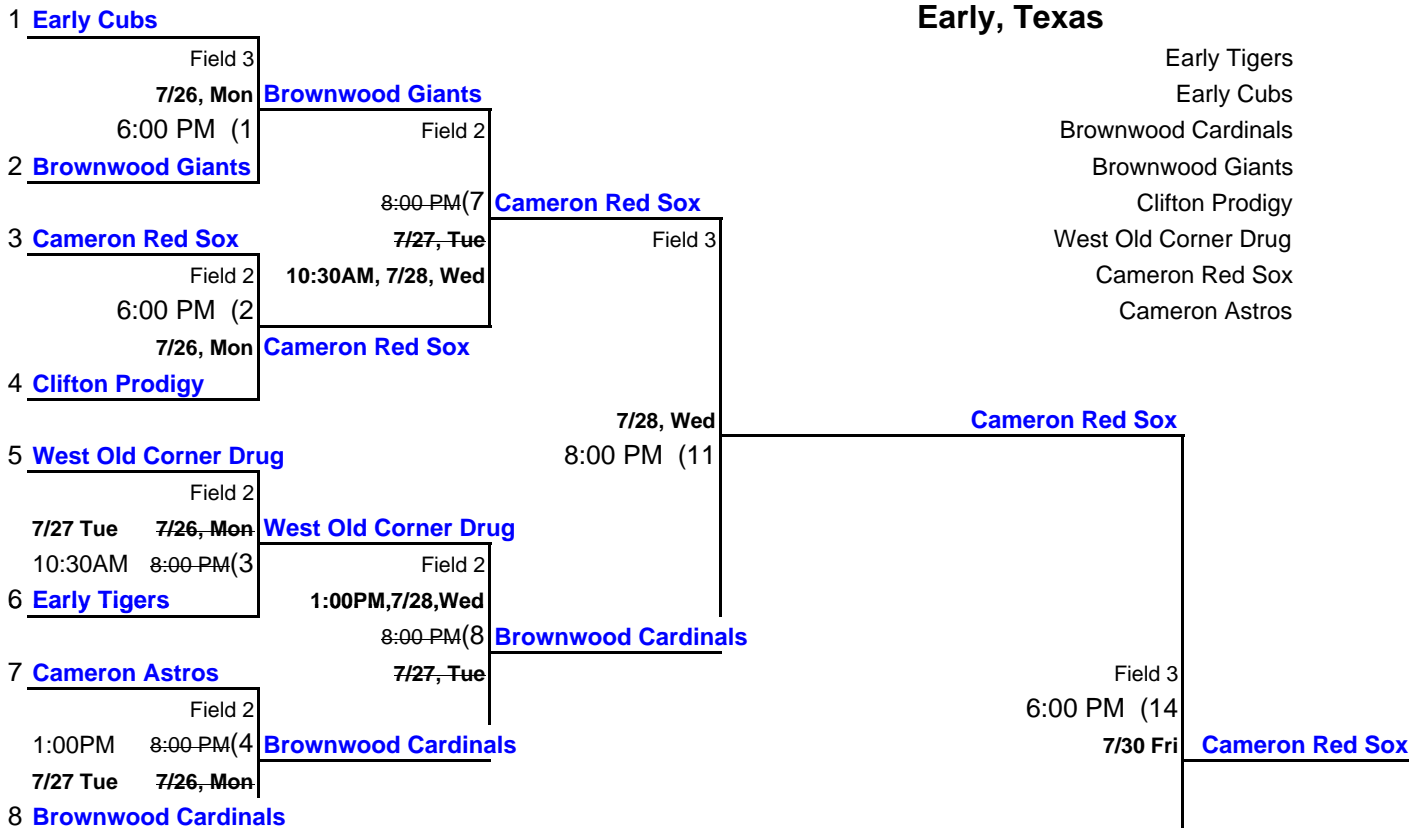 1 Early Cubs Early, Texas
Field 3 Early Tigers
7/26, Mon Brownwood Giants Early Cubs
6:00 PM (1 Field 2 Brownwood Cardinals
2 Brownwood Giants Brownwood Giants
8:00 PM(7 Cameron Red Sox Clifton Prodigy
3 Cameron Red Sox 7/27, Tue Field 3 West Old Corner Drug
Field 2 10:30AM, 7/28, Wed Cameron Red Sox
6:00 PM (2 Cameron Astros
7/26, Mon Cameron Red Sox
4 Clifton Prodigy
7/28, Wed Cameron Red Sox
5 West Old Corner Drug 8:00 PM (11
Field 2
7/27 Tue 7/26, Mon West Old Corner Drug
10:30AM 8:00 PM(3 Field 2
6 Early Tigers 1:00PM,7/28,Wed
8:00 PM(8 Brownwood Cardinals
7 Cameron Astros 7/27, Tue Field 3
Field 2 6:00 PM (14
1:00PM 8:00 PM(4 Brownwood Cardinals 7/30 Fri Cameron Red Sox
7/27 Tue 7/26, Mon
8 Brownwood Cardinals